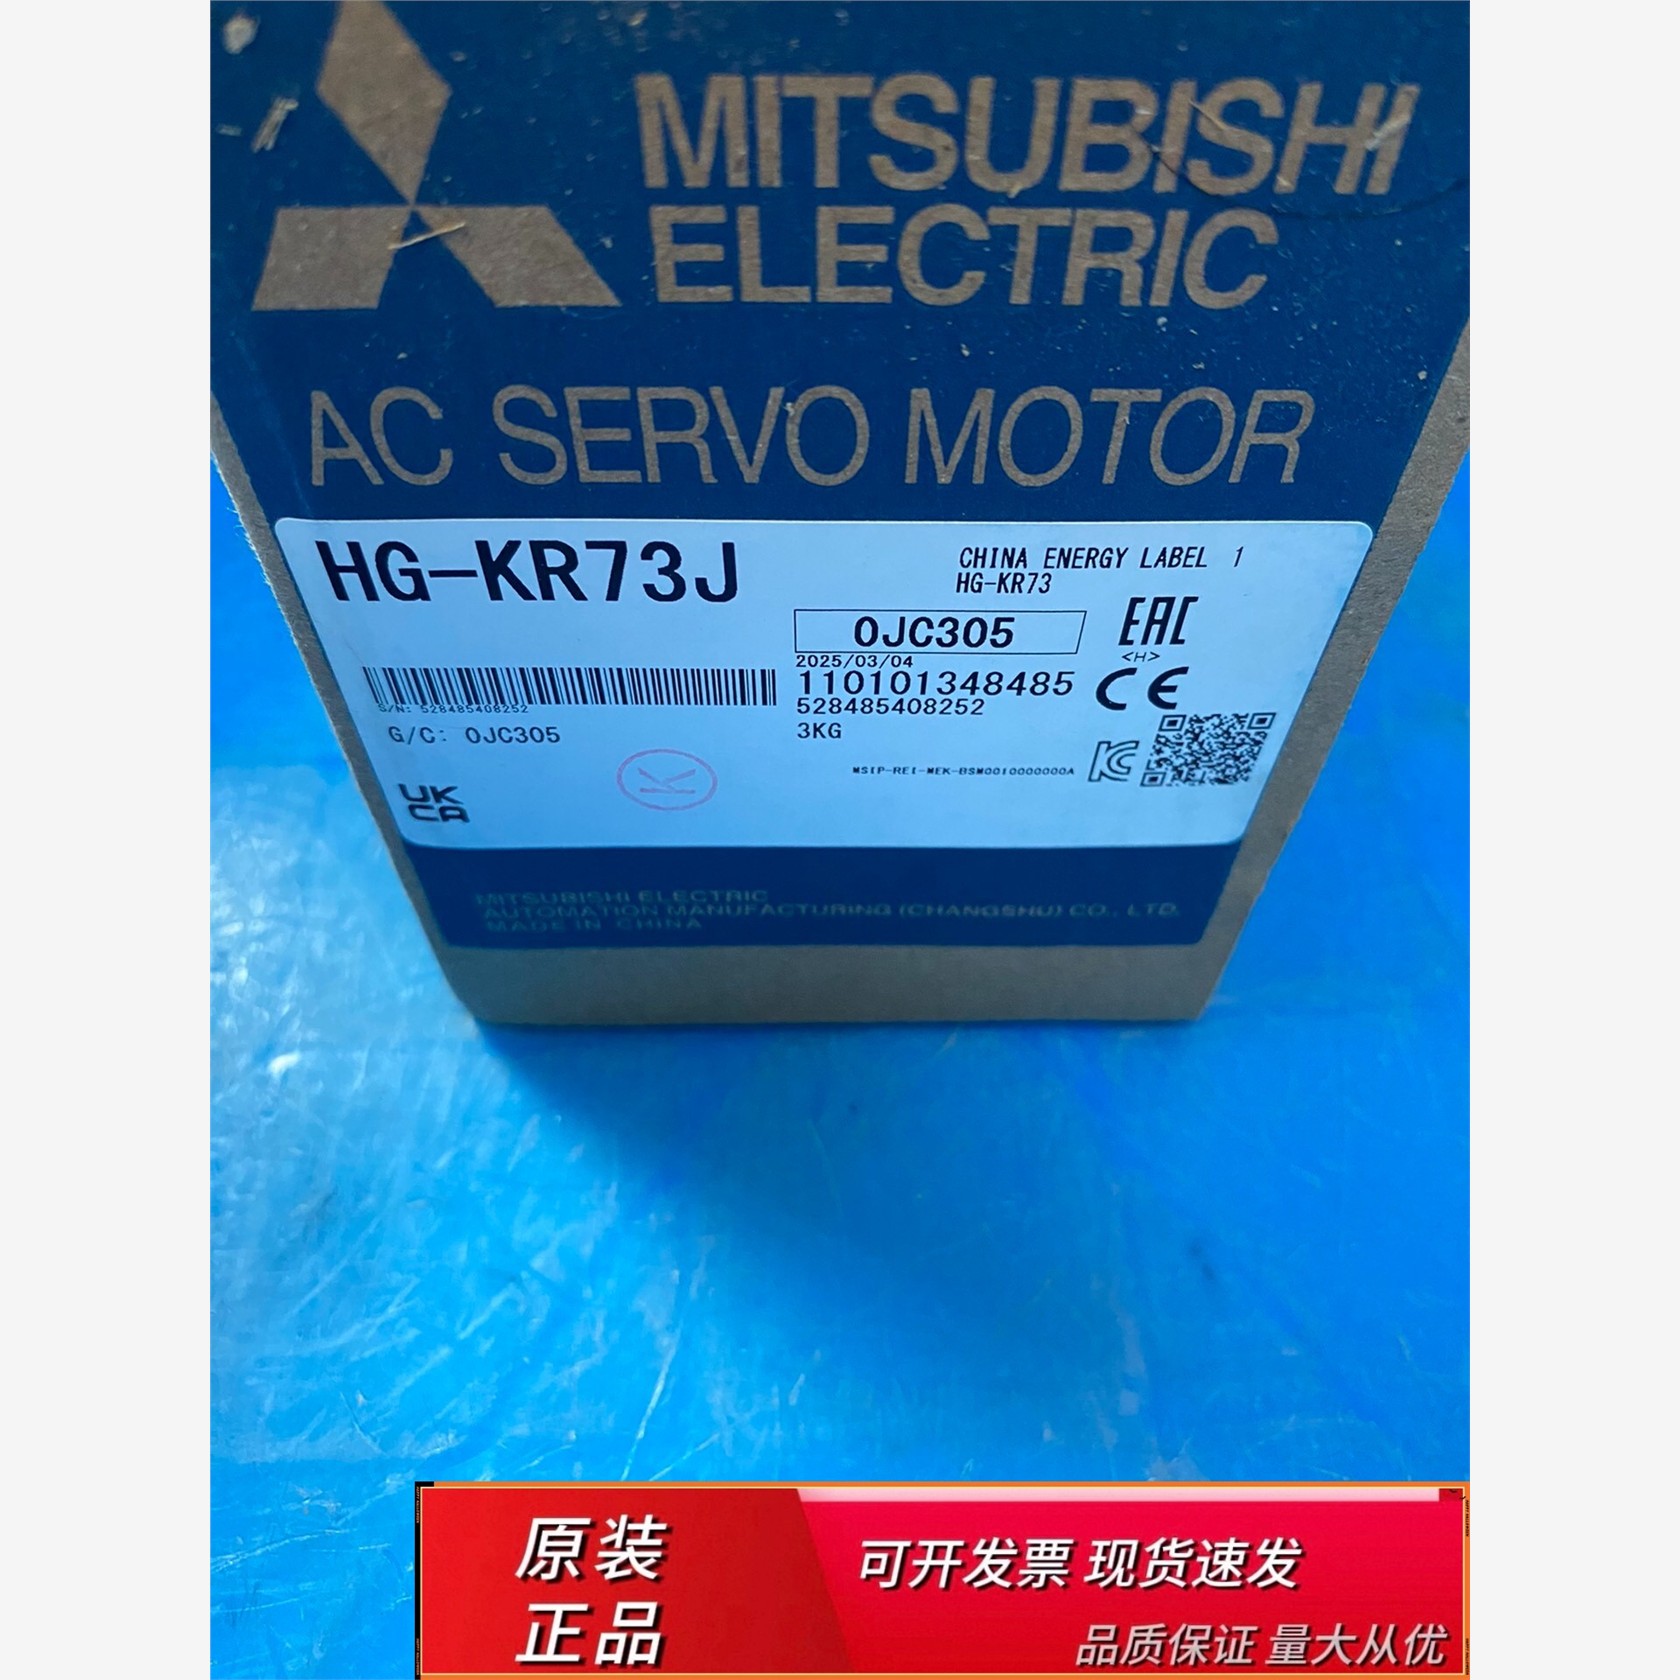 MITSUBISHI
ELECTRIC
AC SERVO MOTOR
HG-KR73J
CHINA ENERGY LABEL 1
HG-KR73
0JC305
EAC
<H>
2025/03/04
110101348485
CE
S/N: 528485408252
528485408252
G/C: 0JC305
3KG
MSIP-REI-MEK-BSM0010000000A
KC
K
UK
CA
MITSUBISHI ELECTRIC
AUTOMATION MANUFACTURING (CHANGSHU) CO., LTD.
MADE IN CHINA
原装
正品
可开发票 现货速发
品质保证 量大从优